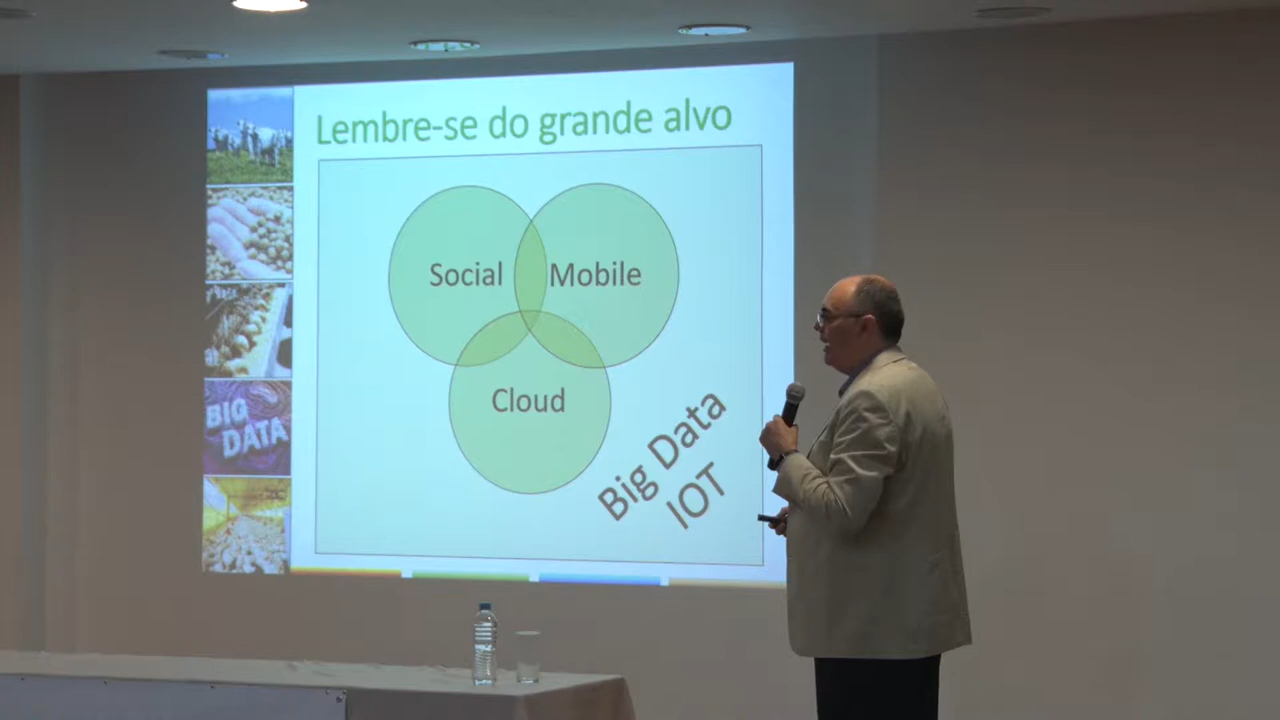 Lembre-se do grande alvo
Social
Mobile
Cloud
Big Data
IOT
BIG
DATA